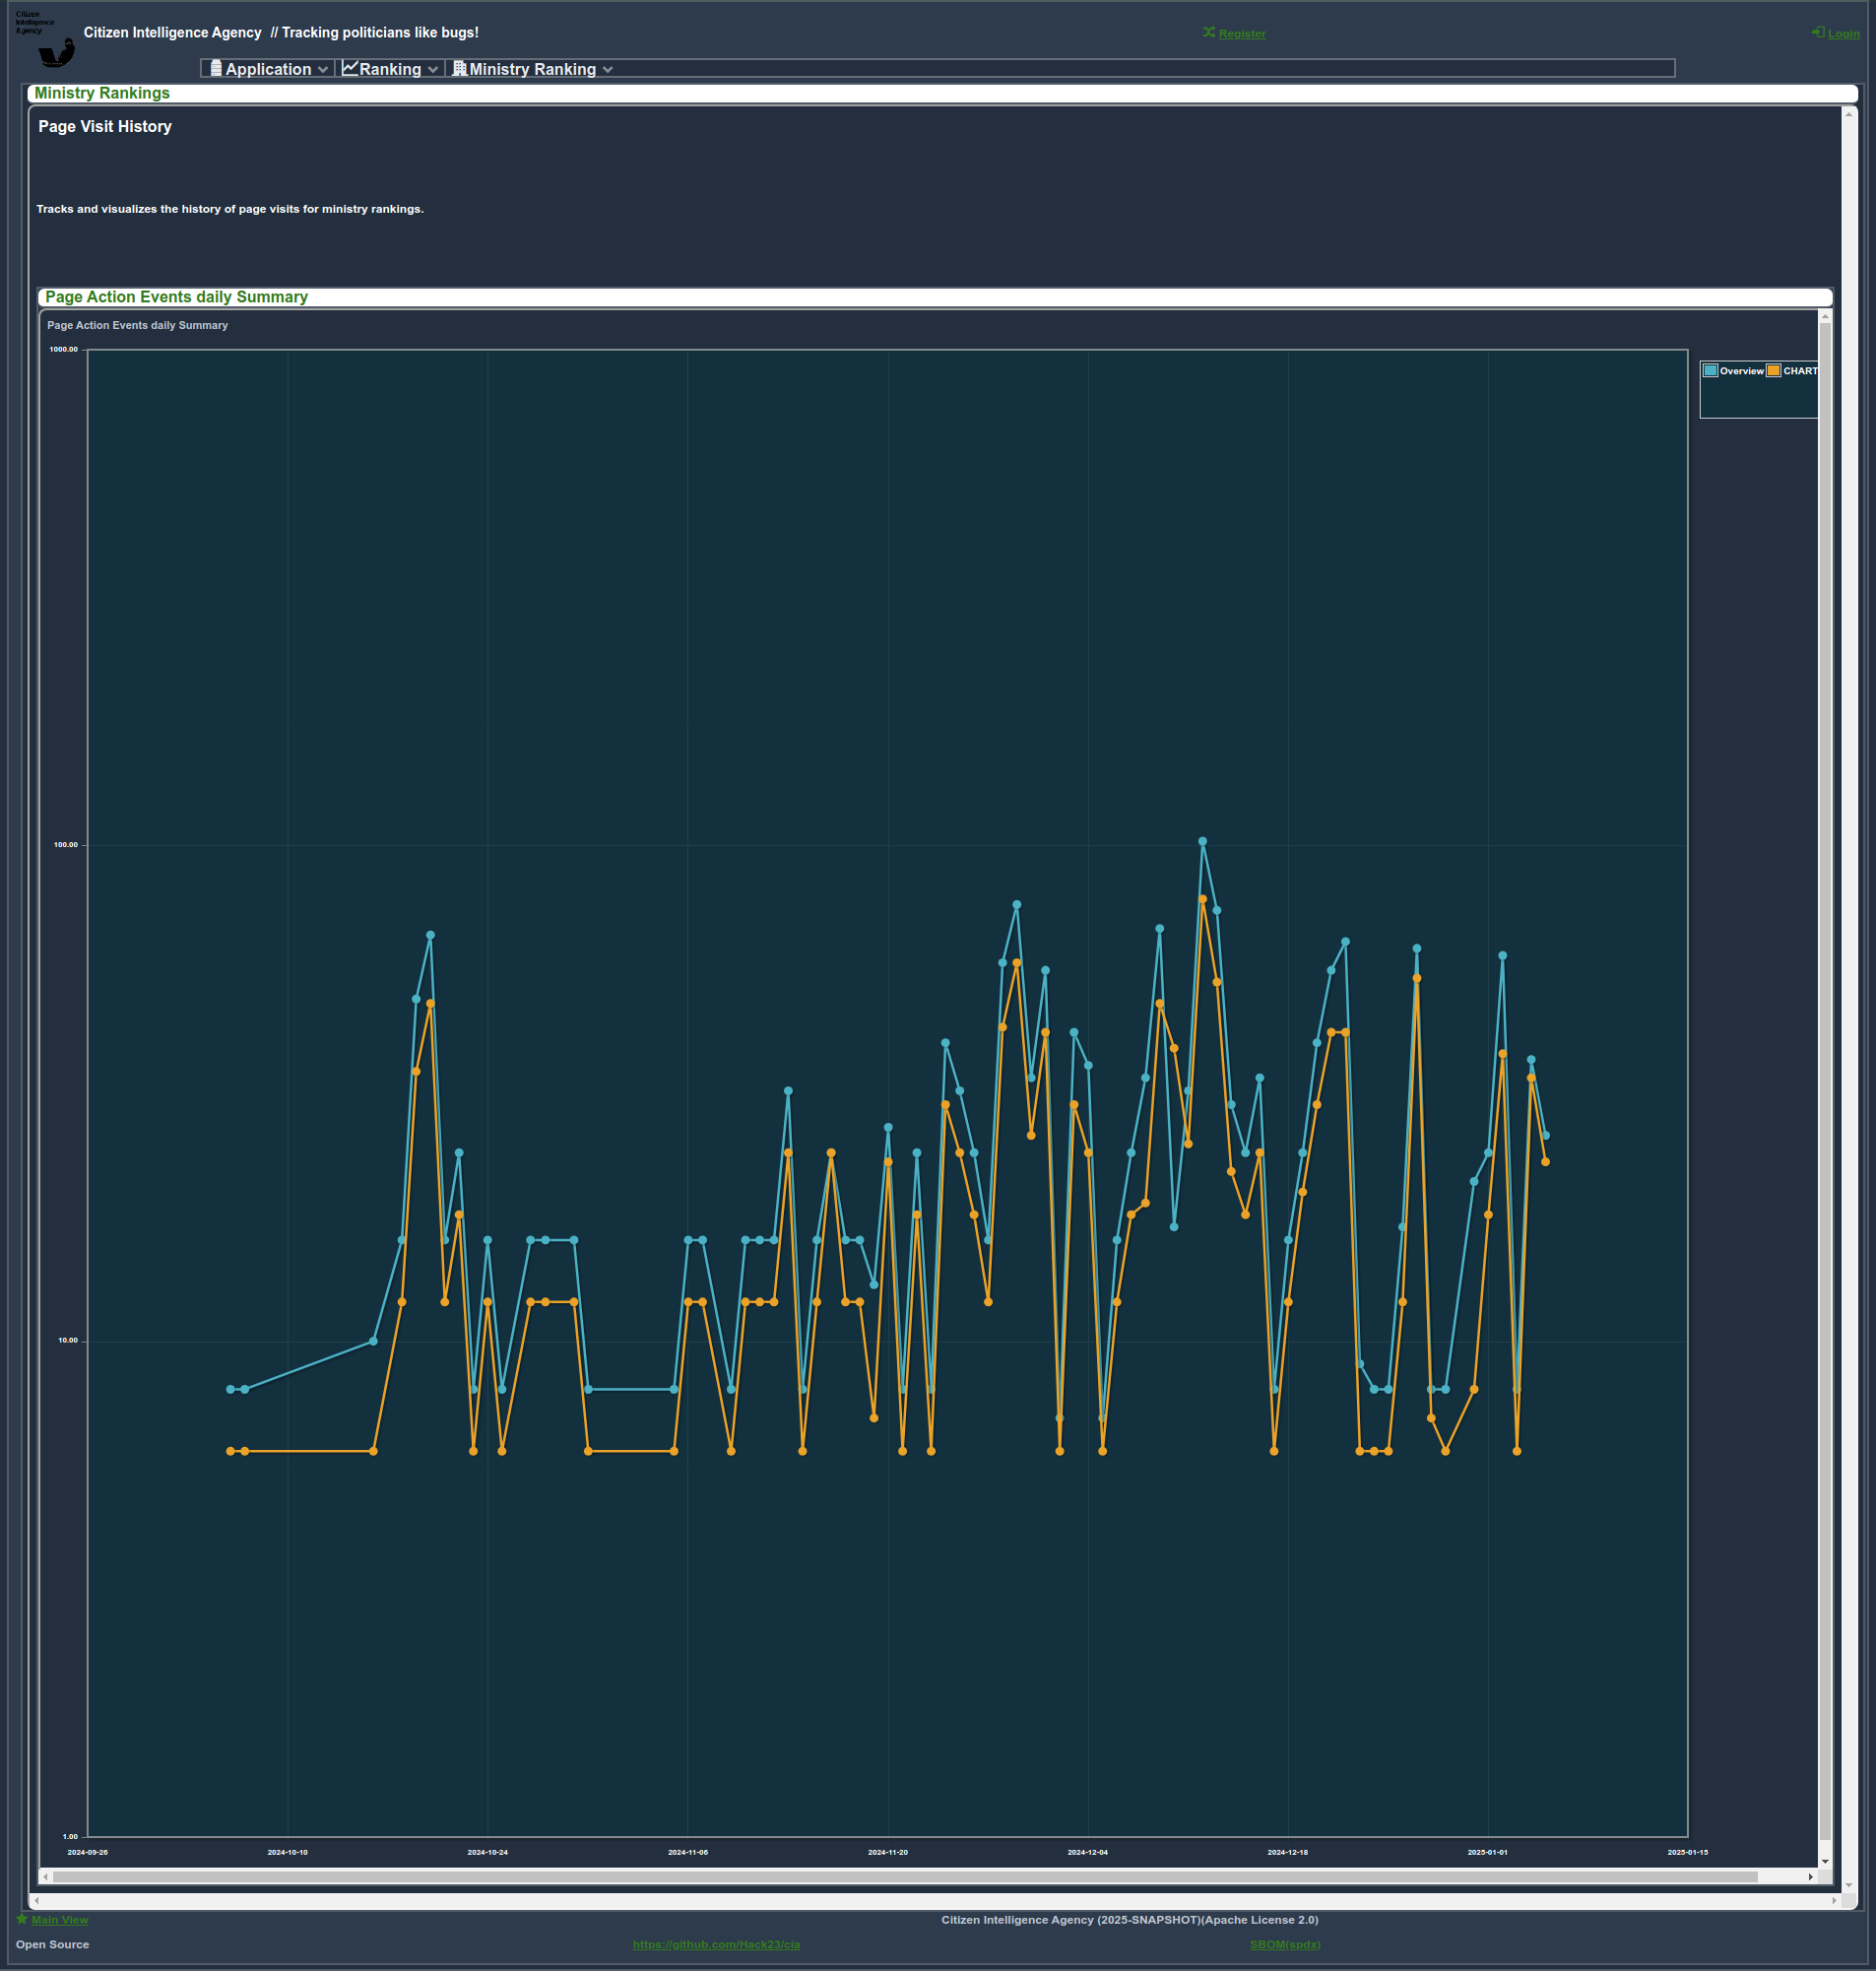 Citizen
Intelligence
Agency
Citizen Intelligence Agency // Tracking politicians like bugs!
Register
Login
Application
Ranking
Ministry Ranking
Ministry Rankings
Page Visit History
Tracks and visualizes the history of page visits for ministry rankings.
Page Action Events daily Summary
Page Action Events daily Summary
1000.00
100.00
10.00
1.00
Overview CHART
2024-09-26 2024-10-10 2024-10-24 2024-11-06 2024-11-20 2024-12-04 2024-12-18 2025-01-01 2025-01-15
Main View
Citizen Intelligence Agency (2025-SNAPSHOT)(Apache License 2.0)
Open Source
https://github.com/Hack23/cia
SBOM(spdx)